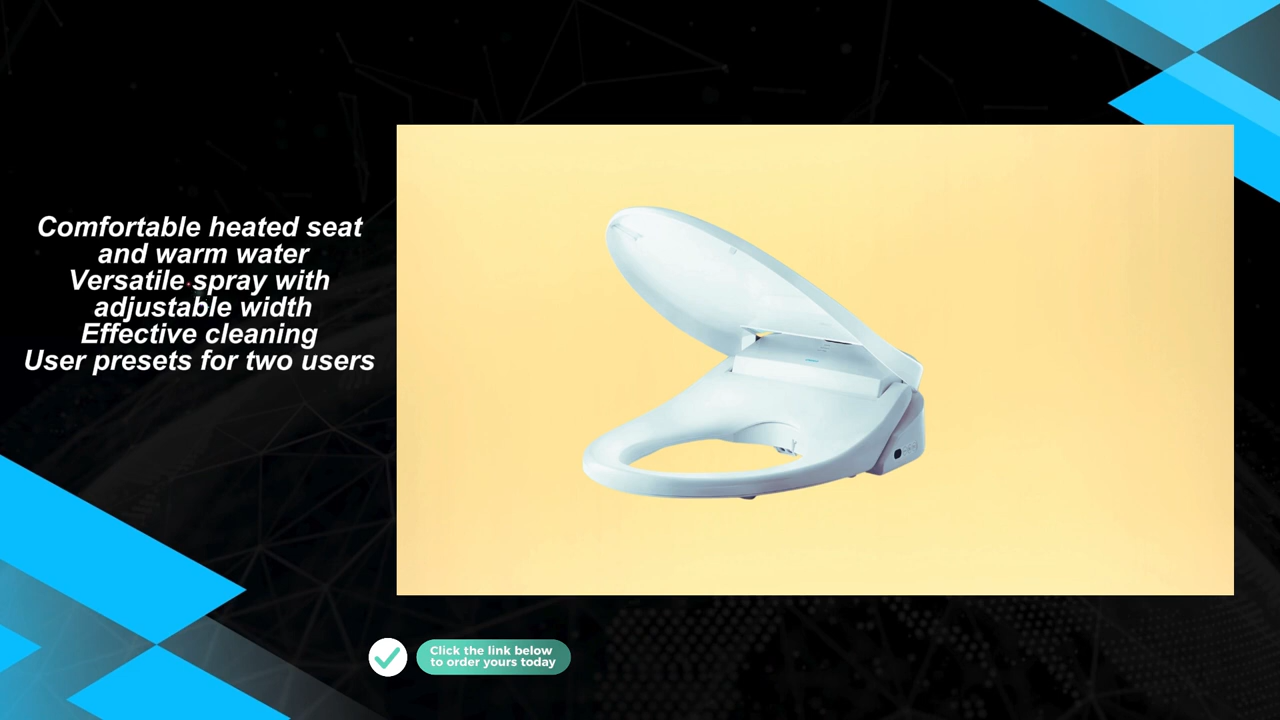 Comfortable heated seat
and warm water
Versatile spray with
adjustable width
Effective cleaning
User presets for two users
Click the link below
to order yours today